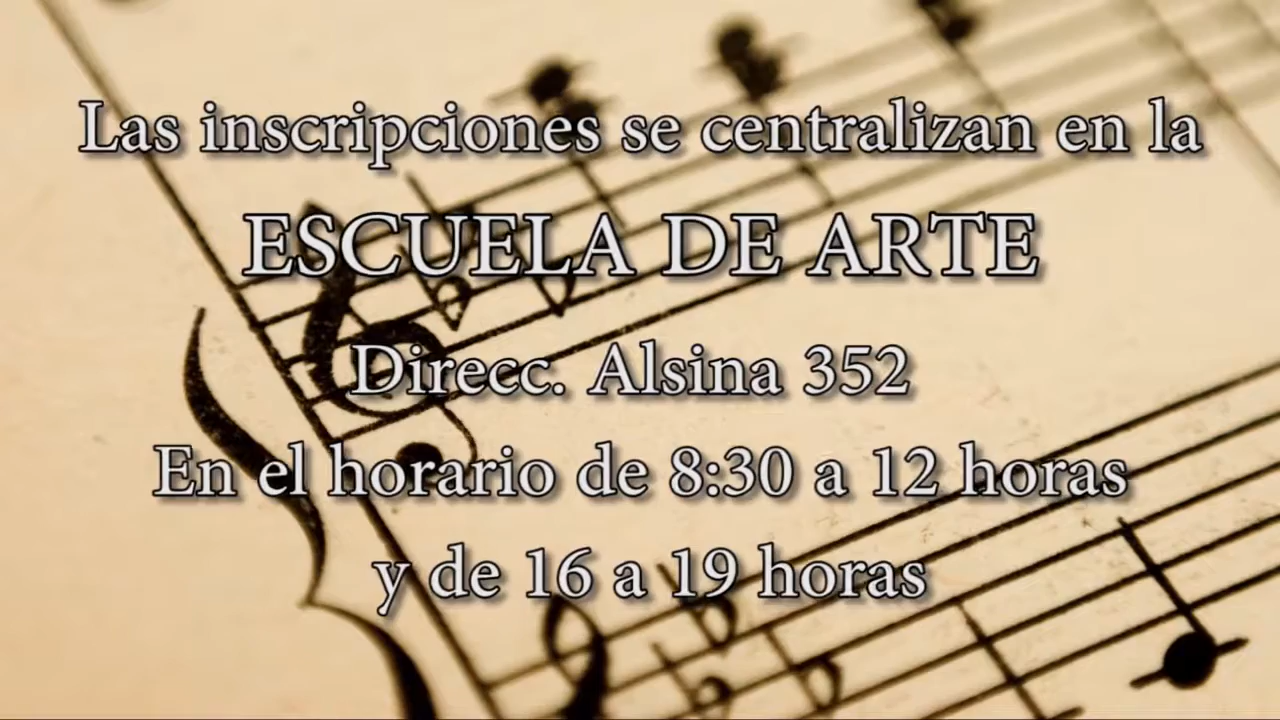 Las inscripciones se centralizan en la
ESCUELA DE ARTE
Direcc. Alsina 352
En el horario de 8:30 a 12 horas
y de 16 a 19 horas